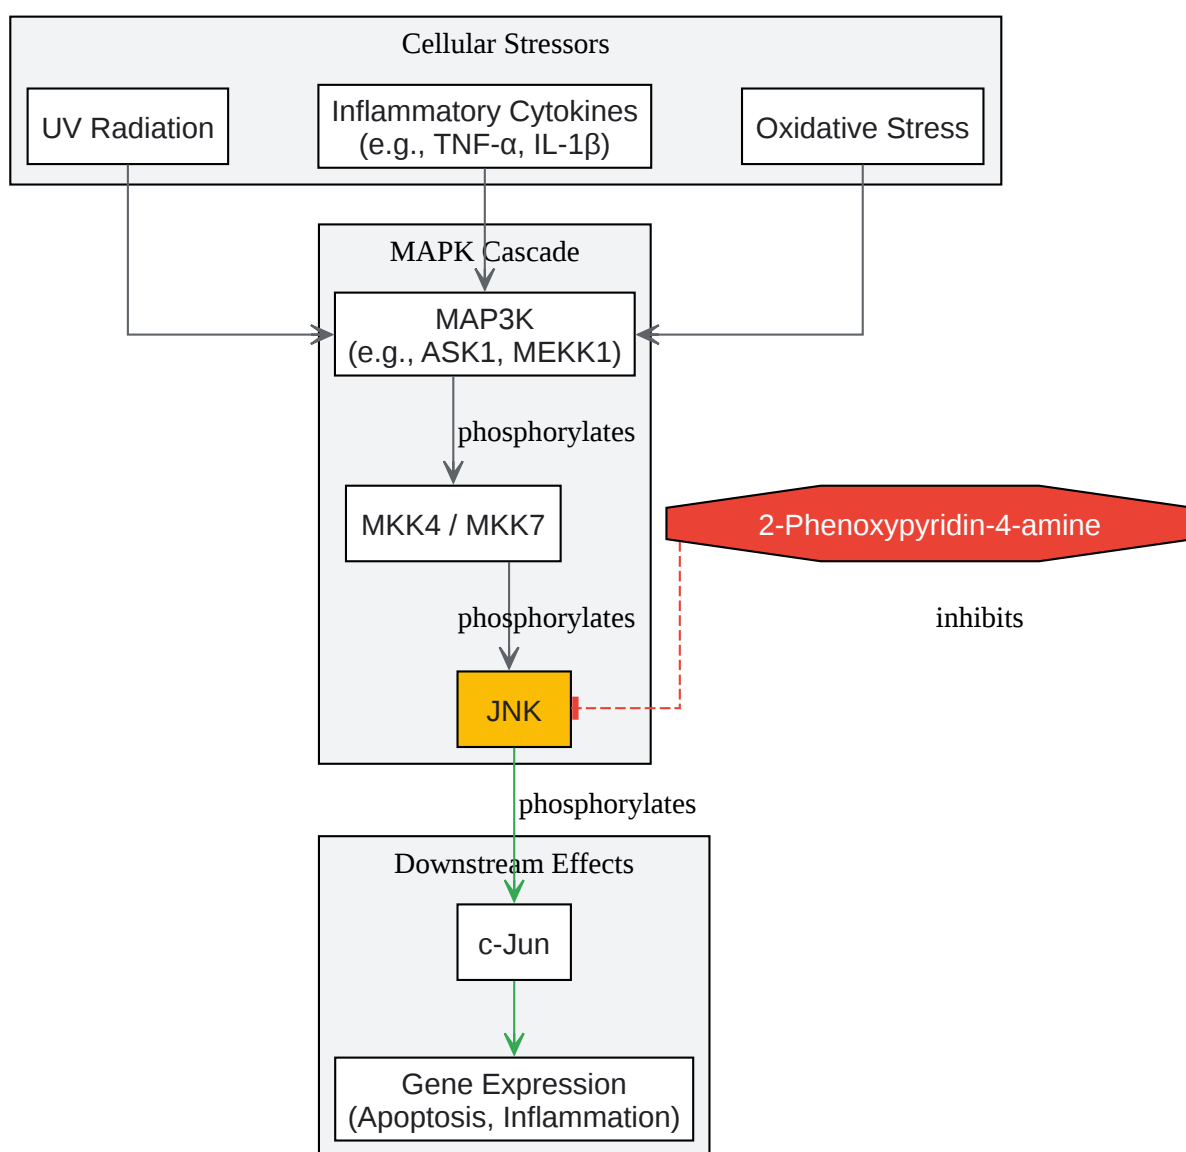 Cellular Stressors
UV Radiation
Inflammatory Cytokines
(e.g., TNF-α, IL-1β)
Oxidative Stress
MAPK Cascade
MAP3K
(e.g., ASK1, MEKK1)
phosphorylates
MKK4 / MKK7
2-Phenoxypyridin-4-amine
phosphorylates
inhibits
JNK
phosphorylates
Downstream Effects
c-Jun
Gene Expression
(Apoptosis, Inflammation)